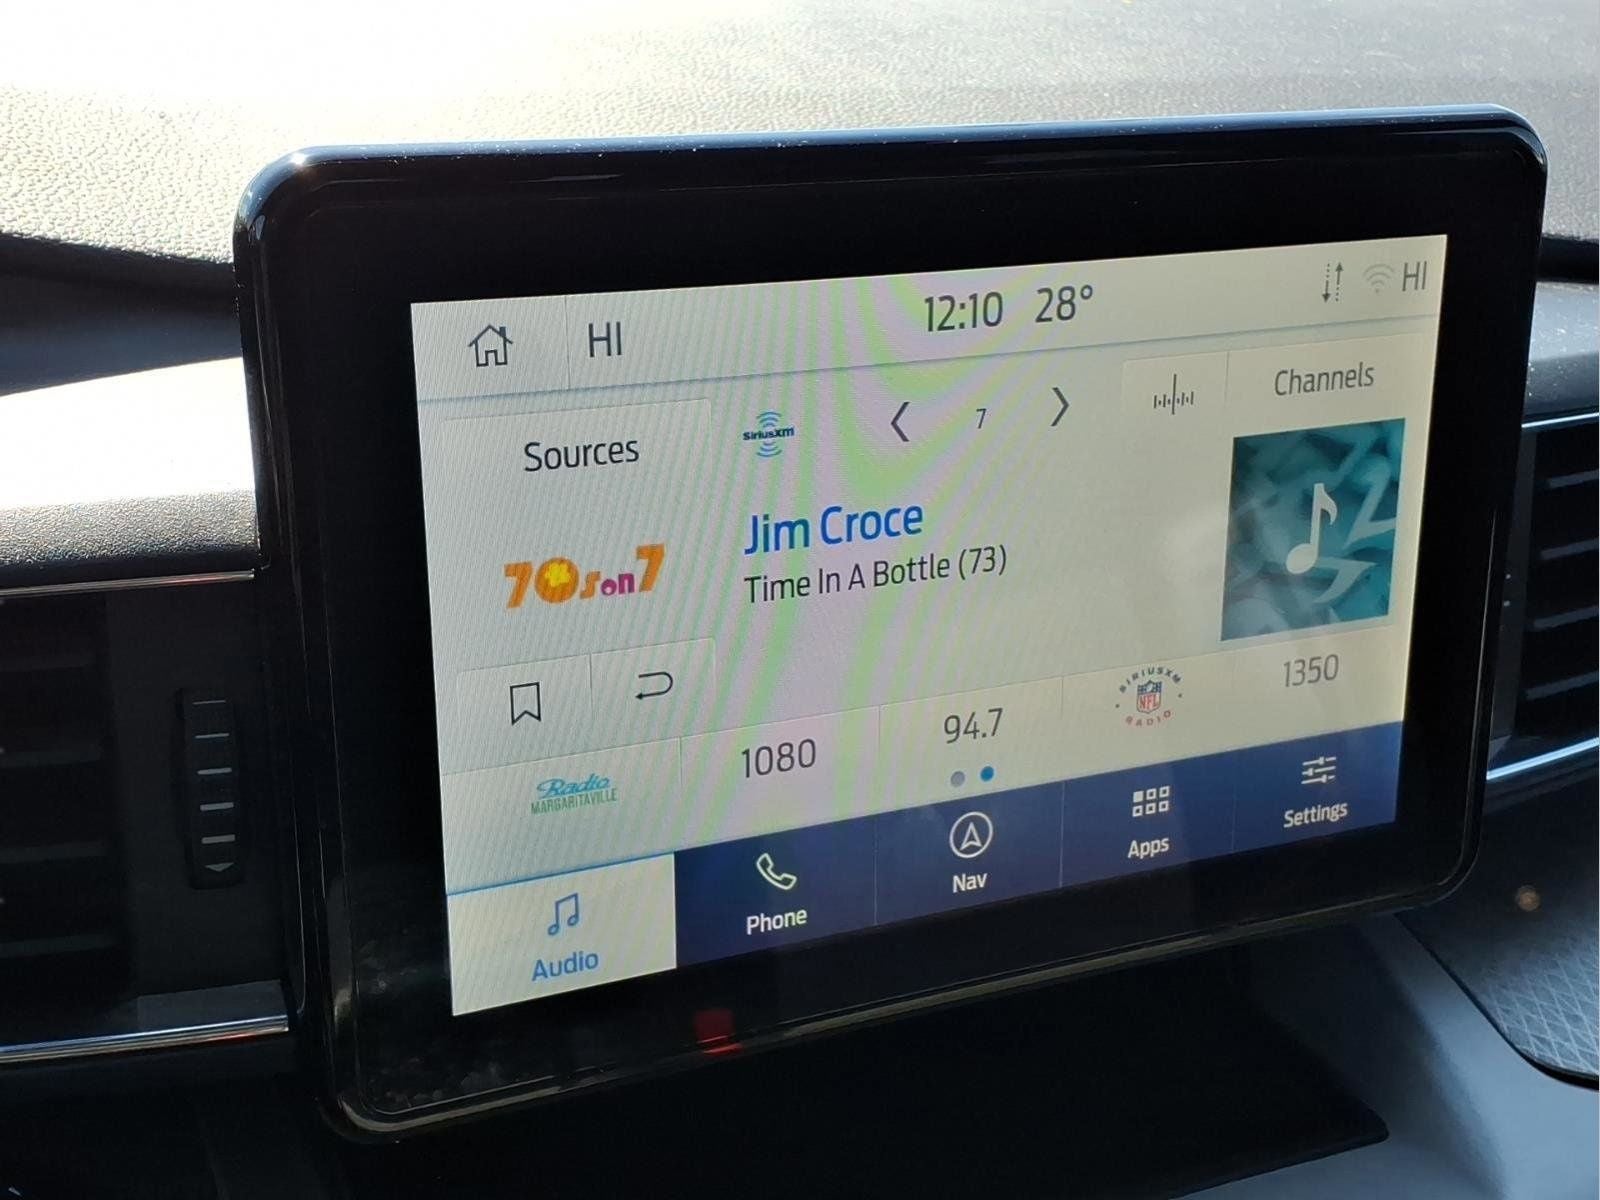 HI
12:10 28°
HI
Sources
SiriusXM
7
Channels
Jim Croce
Time In A Bottle (73)
70s on 7
Radio
MARGARITAVILLE
1080
94.7
SIRIUSXM
NFL
RADIO
1350
Audio
Phone
Nav
Apps
Settings